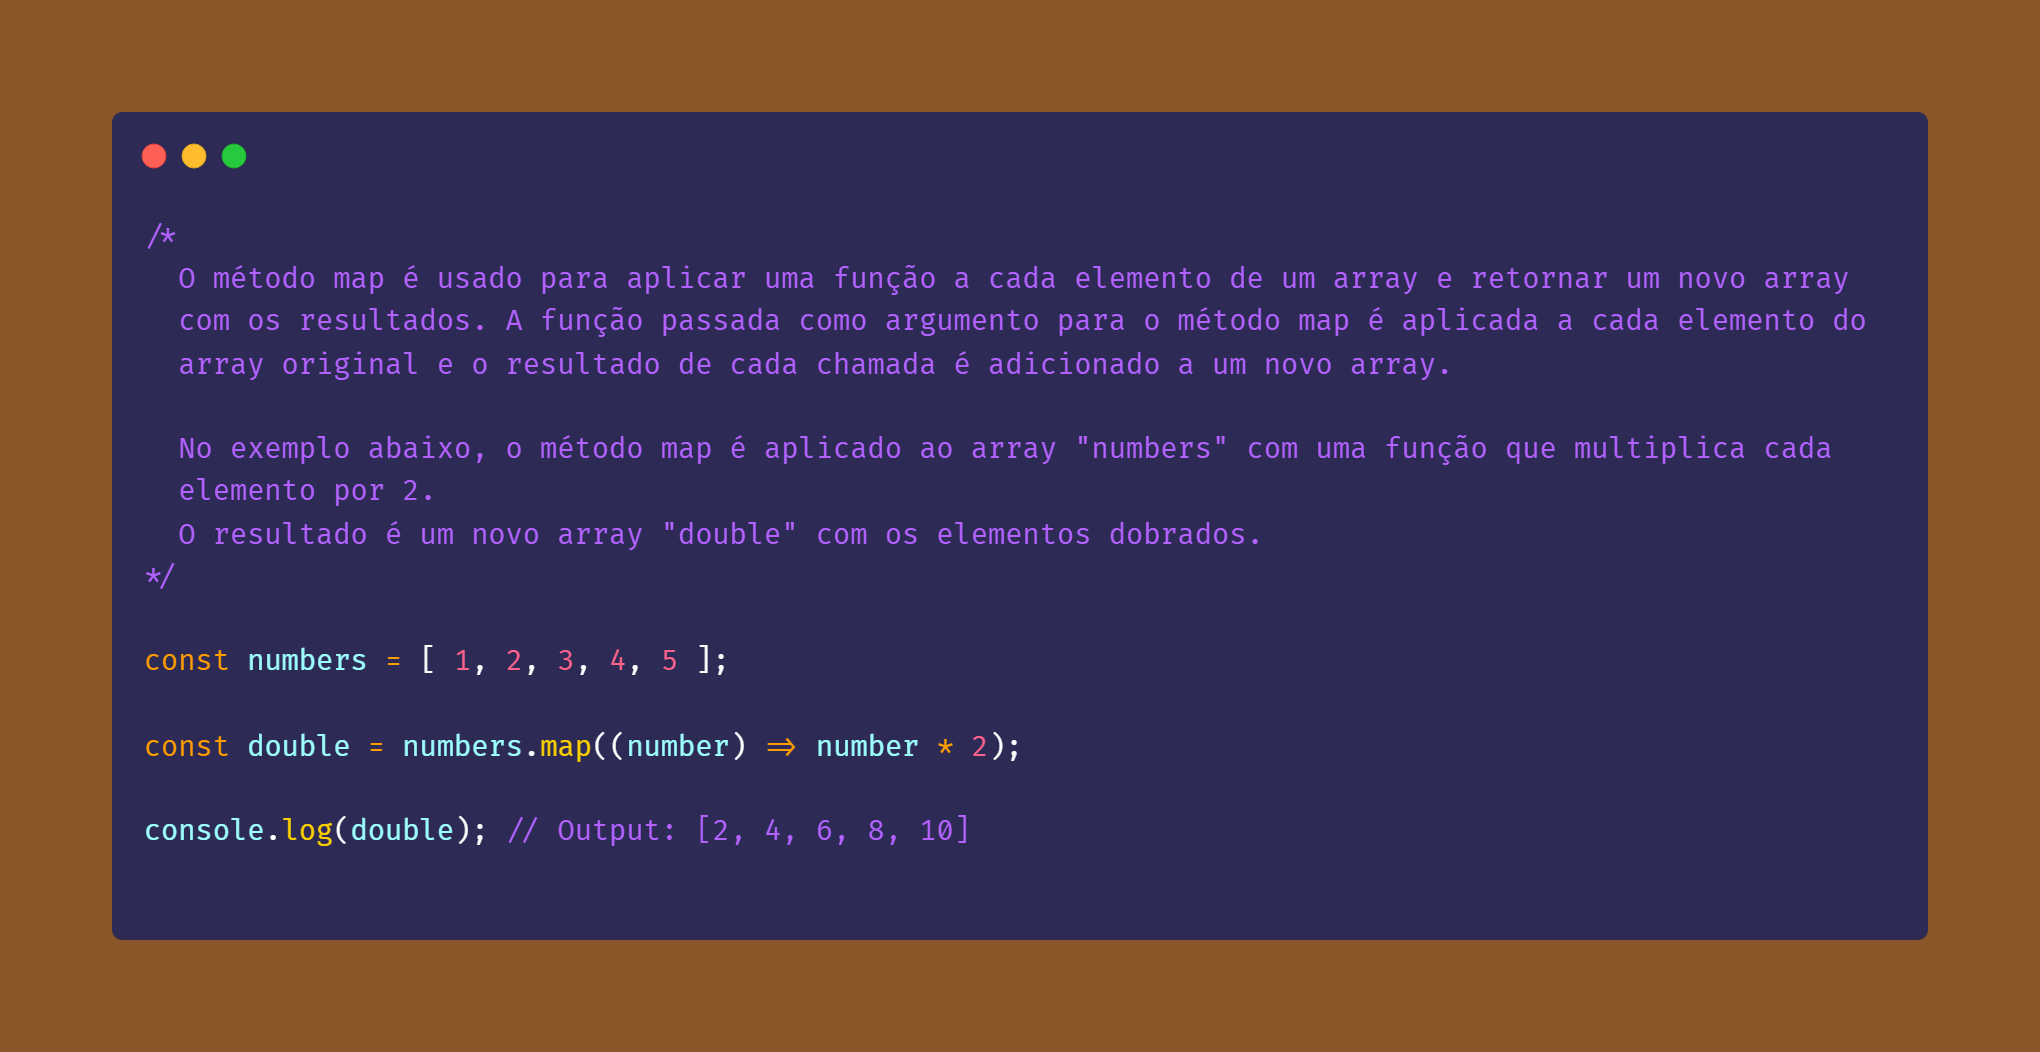 /*
O método map é usado para aplicar uma função a cada elemento de um array e retornar um novo array
com os resultados. A função passada como argumento para o método map é aplicada a cada elemento do
array original e o resultado de cada chamada é adicionado a um novo array.
No exemplo abaixo, o método map é aplicado ao array "numbers" com uma função que multiplica cada
elemento por 2.
O resultado é um novo array "double" com os elementos dobrados.
*/
const numbers = [ 1, 2, 3, 4, 5 ];
const double = numbers.map((number) => number * 2);
console.log(double); // Output: [2, 4, 6, 8, 10]